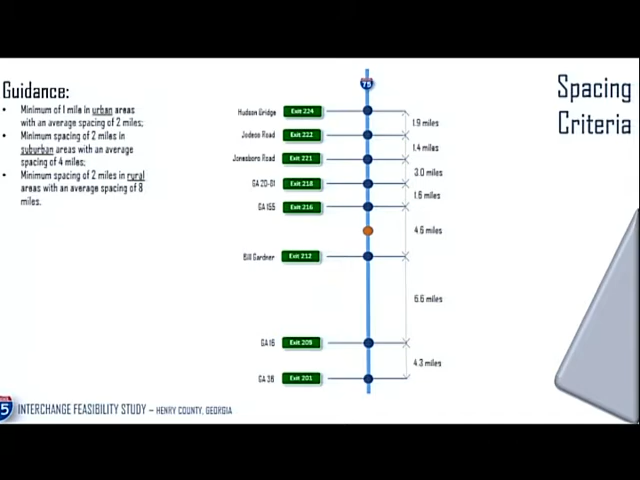 Guidance:
Spacing
Criteria
• Minimum of 1 mile in urban areas
with an average spacing of 2 miles;
• Minimum spacing of 2 miles in
suburban areas with an average
spacing of 4 miles;
• Minimum spacing of 2 miles in rural
areas with an average spacing of 8
miles.
75
Hudson Bridge Exit 224
1.9 miles
Jodeco Road Exit 222
1.4 miles
Jonesboro Road Exit 221
3.0 miles
GA 20-81 Exit 218
1.6 miles
GA 155 Exit 216
4.6 miles
Bill Gardner Exit 212
6.6 miles
GA 16 Exit 209
4.3 miles
GA 36 Exit 201
5 INTERCHANGE FEASIBILITY STUDY – HENRY COUNTY, GEORGIA